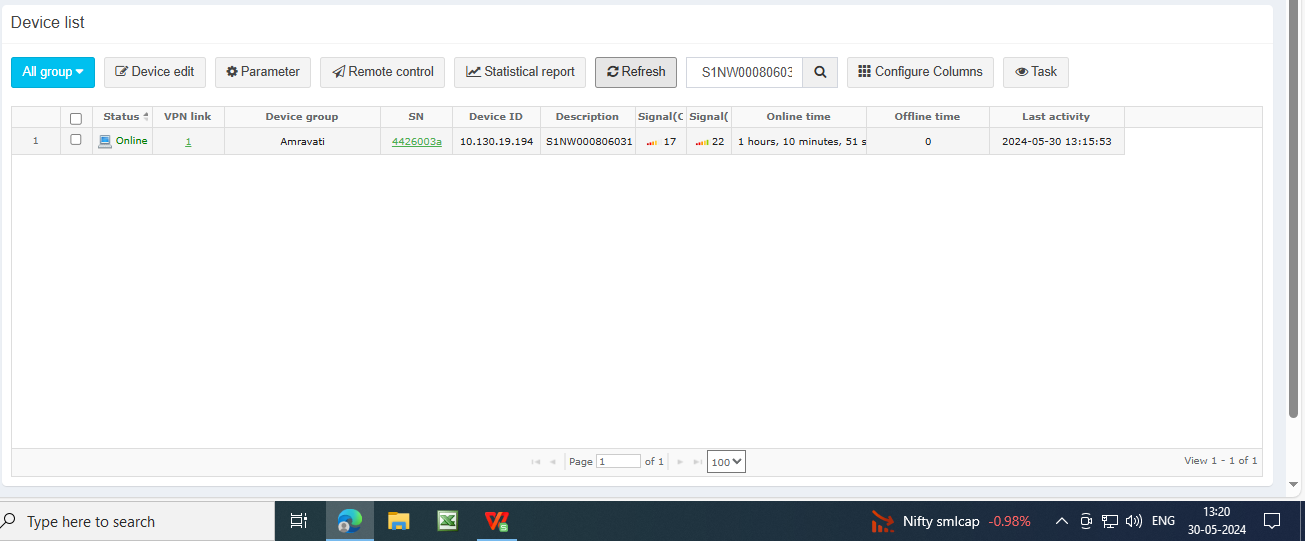 Device list
All group Device edit Parameter Remote control Statistical report Refresh S1NW00080603 Configure Columns Task
Status VPN link Device group SN Device ID Description Signal(C Signal( Online time Offline time Last activity
1 Online 1 Amravati 4426003a 10.130.19.194 S1NW000806031 17 22 1 hours, 10 minutes, 51 s 0 2024-05-30 13:15:53
Page 1 of 1 100 View 1 - 1 of 1
Type here to search Nifty smlcap -0.98% ENG 13:20
30-05-2024